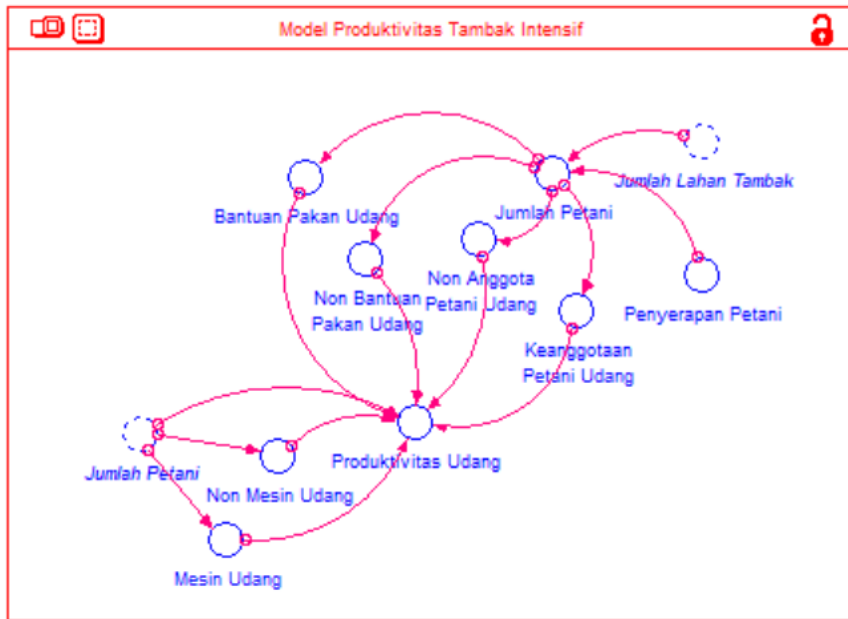 Model Produktivitas Tambak Intensif
Jumlah Lahan Tambak
Bantuan Pakan Udang
Jumlah Petani
Non Anggota
Petani Udang
Non Bantuan
Pakan Udang
Penyerapan Petani
Keanggotaan
Petani Udang
Produktivitas Udang
Jumlah Petani
Non Mesin Udang
Mesin Udang